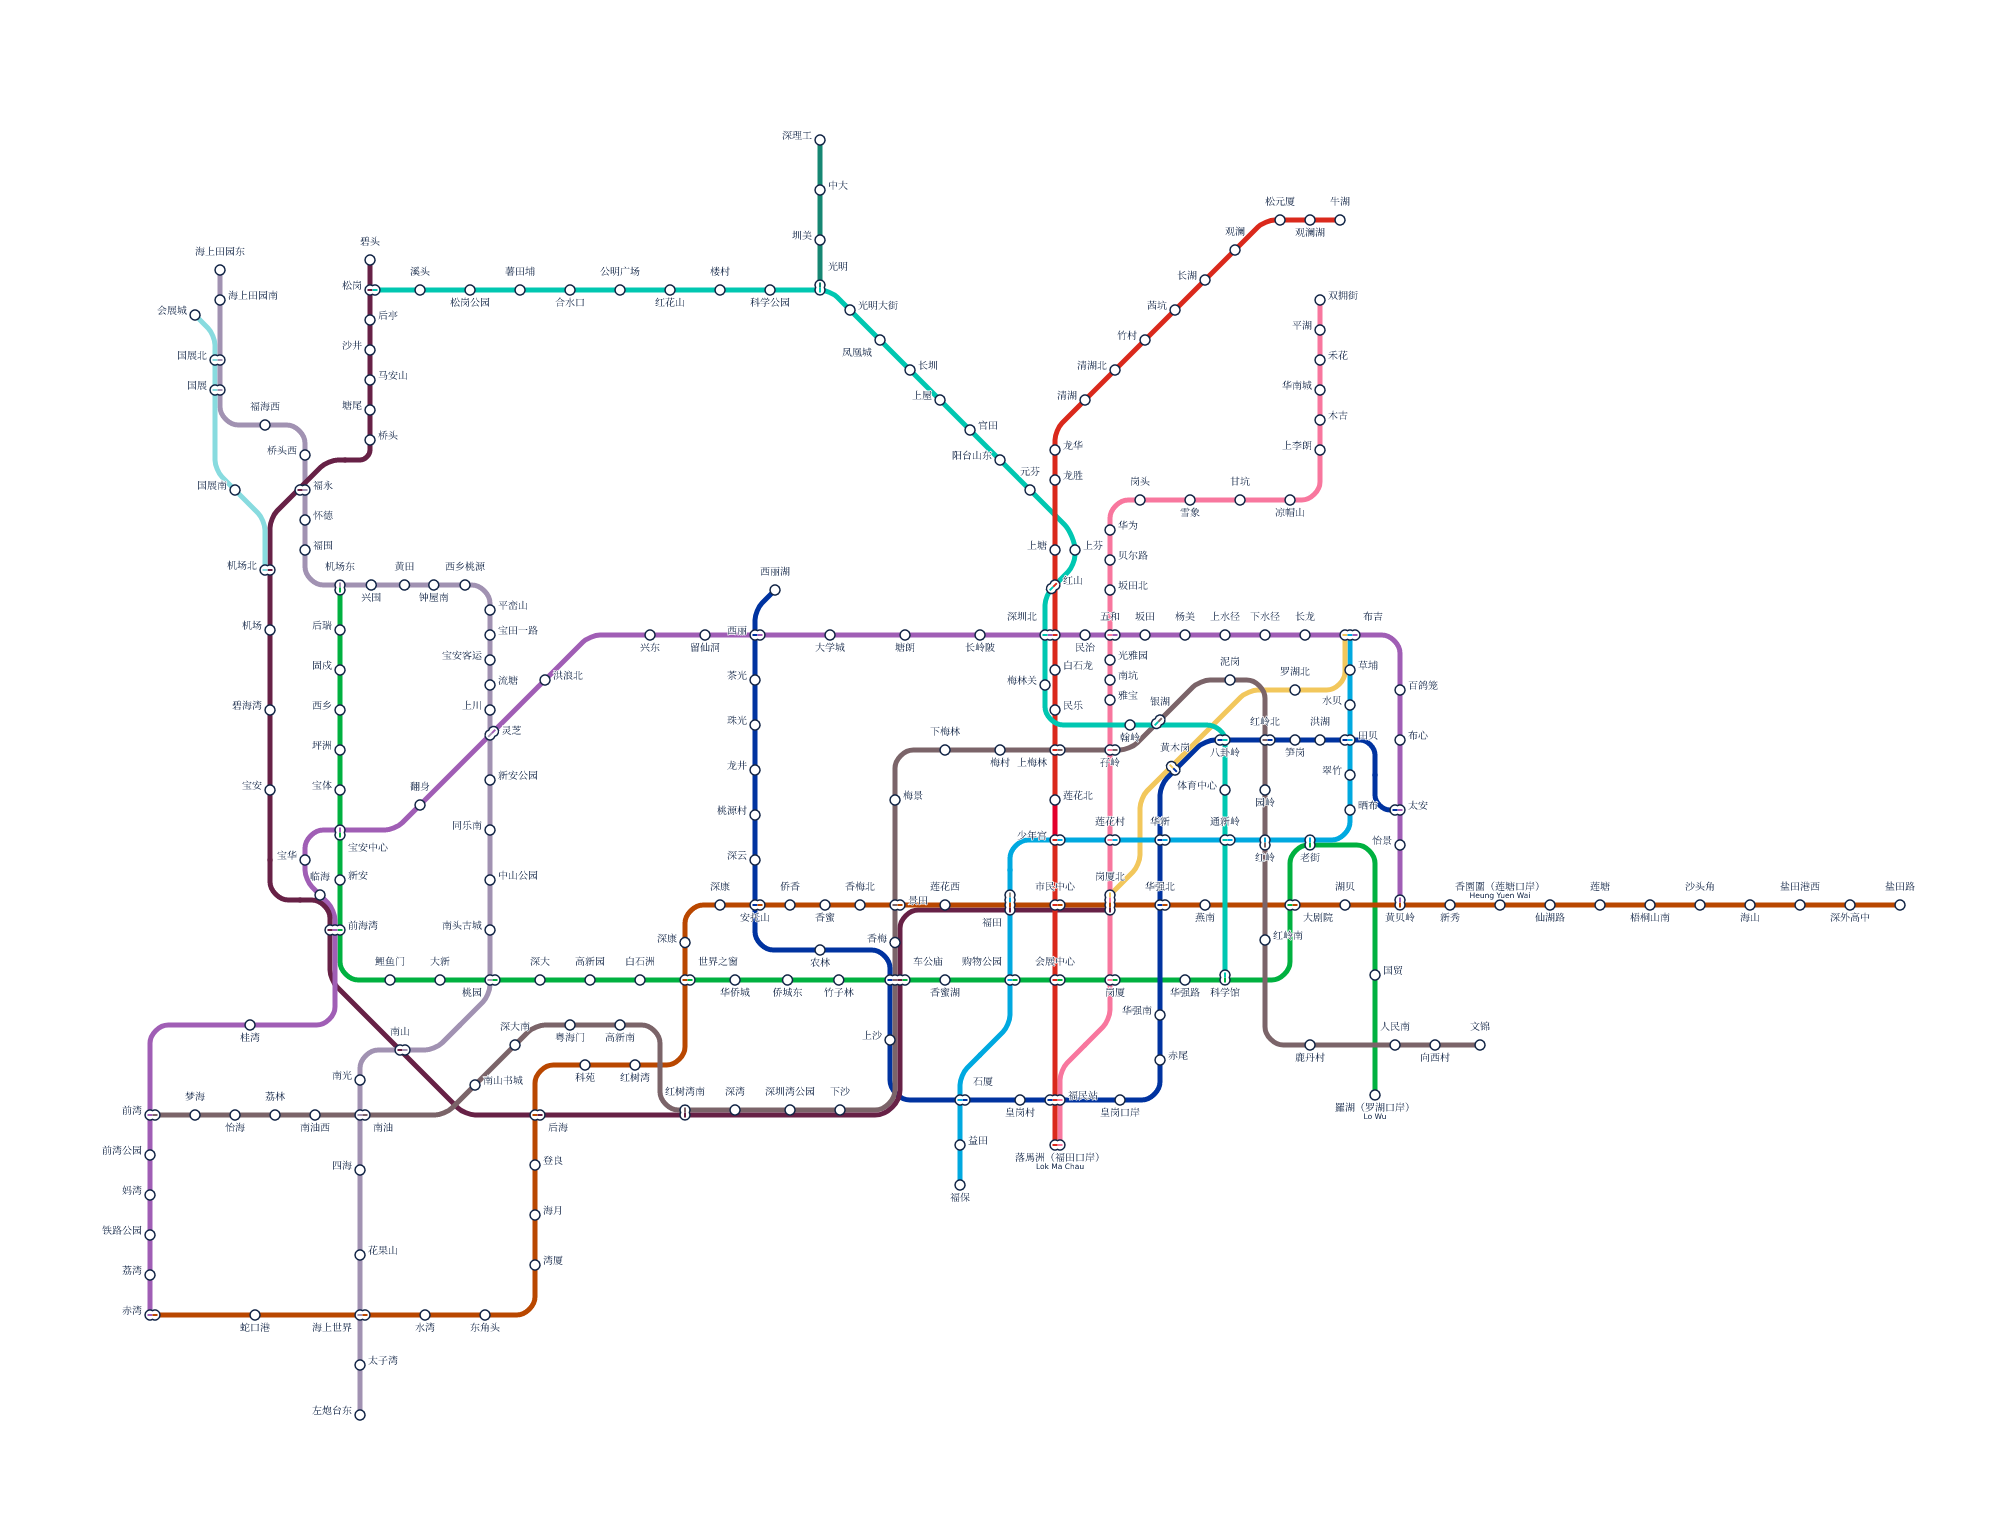 深理工
中大
松元厦
牛湖
观澜
观澜湖
圳美
碧头
海上田园东
光明
溪头
薯田埔
公明广场
楼村
长湖
松岗
海上田园南
双拥街
松岗公园
合水口
红花山
科学公园
光明大街
茜坑
会展城
后亭
平湖
竹村
沙井
凤凰城
国展北
禾花
长圳
清湖北
马安山
国展
华南城
上屋
清湖
塘尾
福海西
木古
官田
桥头
龙华
上李朗
桥头西
阳台山东
元芬
龙胜
岗头
甘坑
国展南
福永
雪象
凉帽山
怀德
华为
福围
上塘
上芬
贝尔路
机场北
机场东
黄田
西乡桃源
西丽湖
红山
坂田北
兴围
钟屋南
平峦山
深圳北
五和
坂田
杨美
上水径
下水径
长龙
布吉
机场
后瑞
宝田一路
西丽
兴东
留仙洞
大学城
塘朗
长岭陂
民治
宝安客运
光雅园
泥岗
固戍
白石龙
草埔
流塘
洪浪北
茶光
梅林关
南坑
罗湖北
百鸽笼
雅宝
银湖
水贝
碧海湾
西乡
上川
民乐
珠光
红岭北
洪湖
灵芝
下梅林
翰岭
田贝
布心
坪洲
黄木岗
八卦岭
笋岗
梅村
上梅林
孖岭
龙井
翠竹
新安公园
宝安
宝体
翻身
体育中心
梅景
莲花北
园岭
晒布
太安
桃源村
同乐南
少年宫
莲花村
华新
通新岭
宝安中心
宝华
深云
红岭
老街
怡景
临海
新安
中山公园
深康
侨香
香梅北
莲花西
市民中心
岗厦北
华强北
湖贝
香園圍（莲塘口岸）
Heung Yuen Wai
莲塘
沙头角
盐田港西
盐田路
景田
安托山
香蜜
福田
燕南
大剧院
黄贝岭
新秀
仙湖路
梧桐山南
海山
深外高中
前海湾
南头古城
深康
香梅
红岭南
鲤鱼门
大新
深大
高新园
白石洲
世界之窗
农林
车公庙
购物公园
会展中心
国贸
桃园
华侨城
侨城东
竹子林
香蜜湖
岗厦
华强路
科学馆
华强南
桂湾
南山
深大南
粤海门
高新南
上沙
人民南
文锦
赤尾
鹿丹村
向西村
南光
南山书城
科苑
红树湾
石厦
前湾
梦海
荔林
红树湾南
深湾
深圳湾公园
下沙
福民站
怡海
南油西
南油
后海
皇岗村
皇岗口岸
羅湖（罗湖口岸）
Lo Wu
前湾公园
益田
落馬洲（福田口岸）
Lok Ma Chau
四海
登良
妈湾
福保
海月
铁路公园
花果山
湾厦
荔湾
赤湾
蛇口港
海上世界
水湾
东角头
太子湾
左炮台东